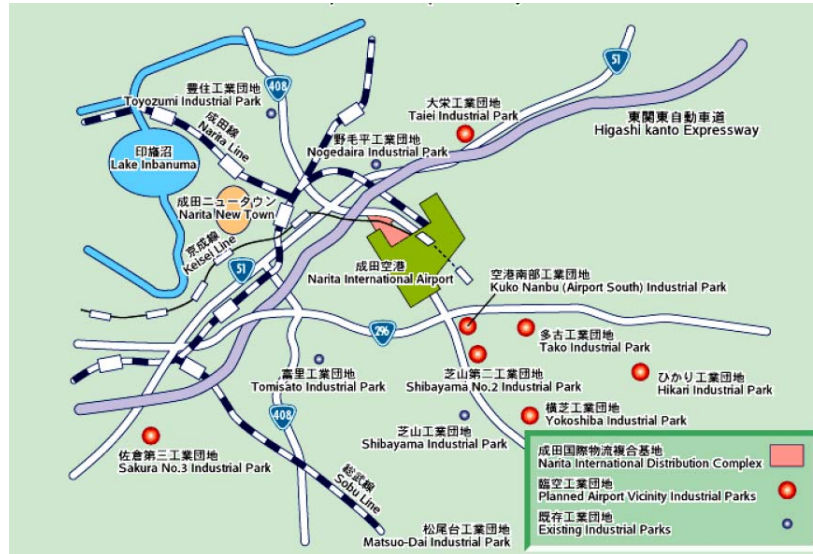 408
豊住工業団地
Toyozumi Industrial Park
51
大栄工業団地
Taiei Industrial Park
東関東自動車道
Higashi kanto Expressway
成田線
Narita Line
野毛平工業団地
Nogedaira Industrial Park
印旛沼
Lake Inbanuma
成田ニュータウン
Narita New Town
京成線
Keisei Line
51
成田空港
Narita International Airport
空港南部工業団地
Kuko Nanbu (Airport South) Industrial Park
296
多古工業団地
Tako Industrial Park
富里工業団地
Tomisato Industrial Park
芝山第二工業団地
Shibayama No.2 Industrial Park
ひかり工業団地
Hikari Industrial Park
408
横芝工業団地
Yokoshiba Industrial Park
芝山工業団地
Shibayama Industrial Park
佐倉第三工業団地
Sakura No.3 Industrial Park
総武線
Sobu Line
松尾台工業団地
Matsuo-Dai Industrial Park
成田国際物流複合基地
Narita International Distribution Complex
臨空工業団地
Planned Airport Vicinity Industrial Parks
既存工業団地
Existing Industrial Parks